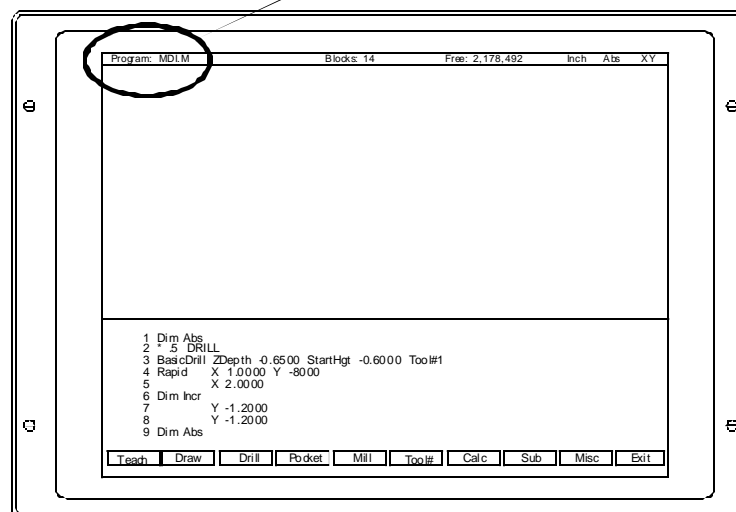 Program: MDI.M Blocks: 14 Free: 2,178,492 Inch Abs XY
1 Dim Abs
2 * .5 DRILL
3 BasicDrill ZDepth -0.6500 StartHgt -0.6000 Tool#1
4 Rapid X 1.0000 Y -8000
5 X 2.0000
6 Dim Incr
7 Y -1.2000
8 Y -1.2000
9 Dim Abs
Teach Draw Drill Pocket Mill Tool# Calc Sub Misc Exit